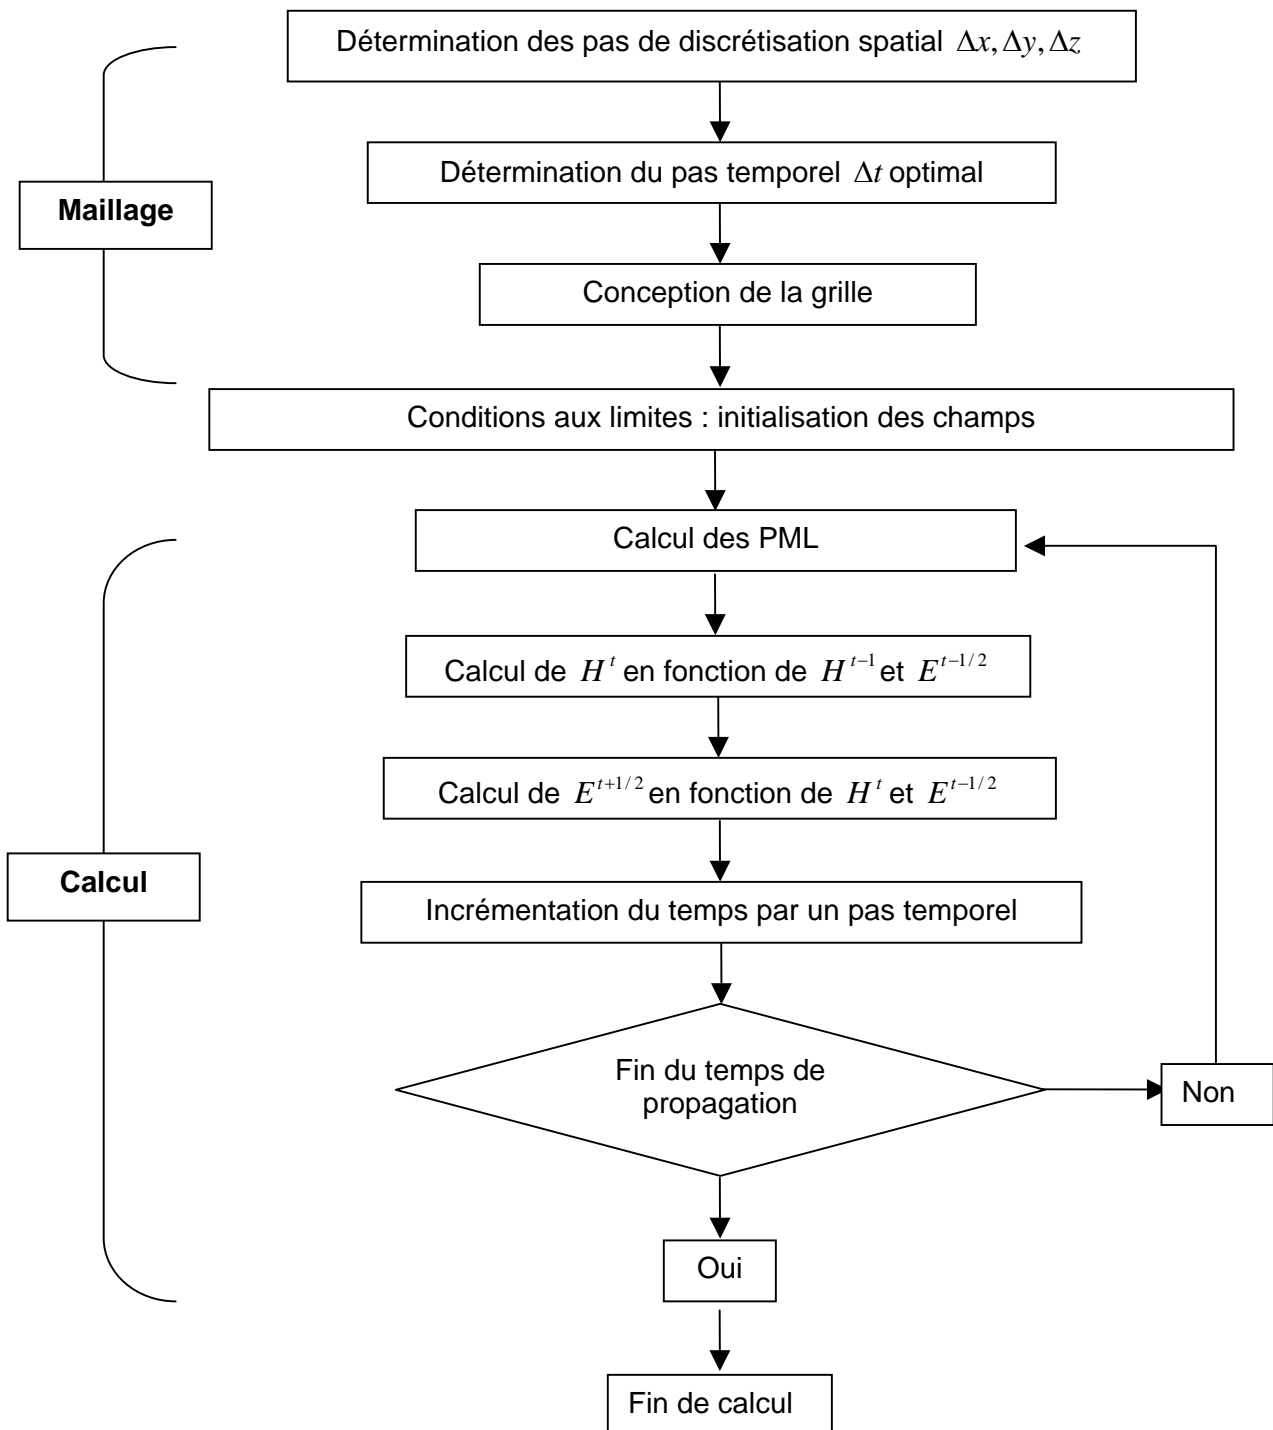 Détermination des pas de discrétisation spatial Δx, Δy, Δz
Détermination du pas temporel Δt optimal
Maillage
Conception de la grille
Conditions aux limites : initialisation des champs
Calcul des PML
Calcul de H^t en fonction de H^{t−1} et E^{t−1/2}
Calcul de E^{t+1/2} en fonction de H^t et E^{t−1/2}
Calcul
Incrémentation du temps par un pas temporel
Fin du temps de
propagation
Non
Oui
Fin de calcul